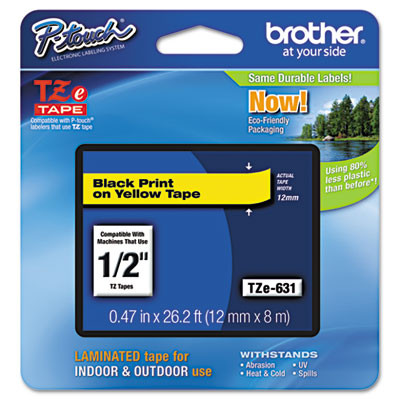 P-touch
ELECTRONIC LABELING SYSTEM
brother
at your side
TZe
TAPE
Compatible with P-touch®
labelers that use TZ tape
Same Durable Labels!
Now!
Eco-Friendly
Packaging
Using 80%
less plastic
than before*!
Black Print
on Yellow Tape
ACTUAL
TAPE
WIDTH
12mm
Compatible With
Machines That Use
1/2"
TZ Tapes
TZe-631
0.47 in x 26.2 ft (12 mm x 8 m)
LAMINATED tape for
INDOOR & OUTDOOR use
WITHSTANDS
• Abrasion • UV
• Heat & Cold • Spills